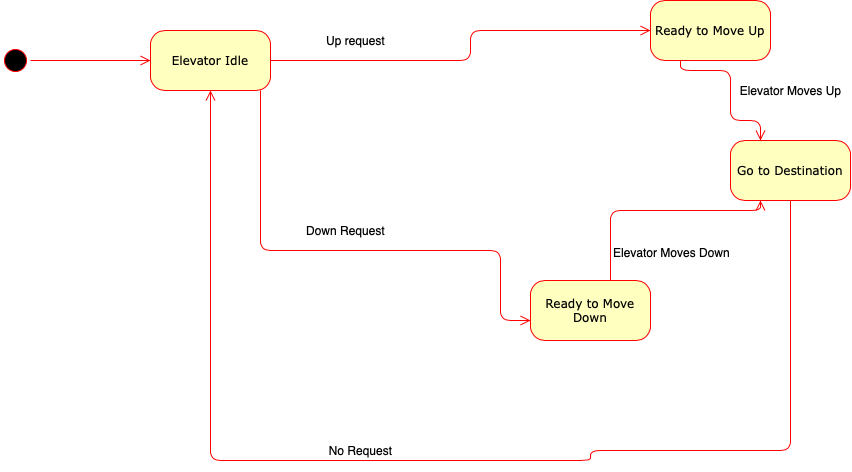 Up request
Ready to Move Up
Elevator Idle
Elevator Moves Up
Go to Destination
Down Request
Elevator Moves Down
Ready to Move
Down
No Request